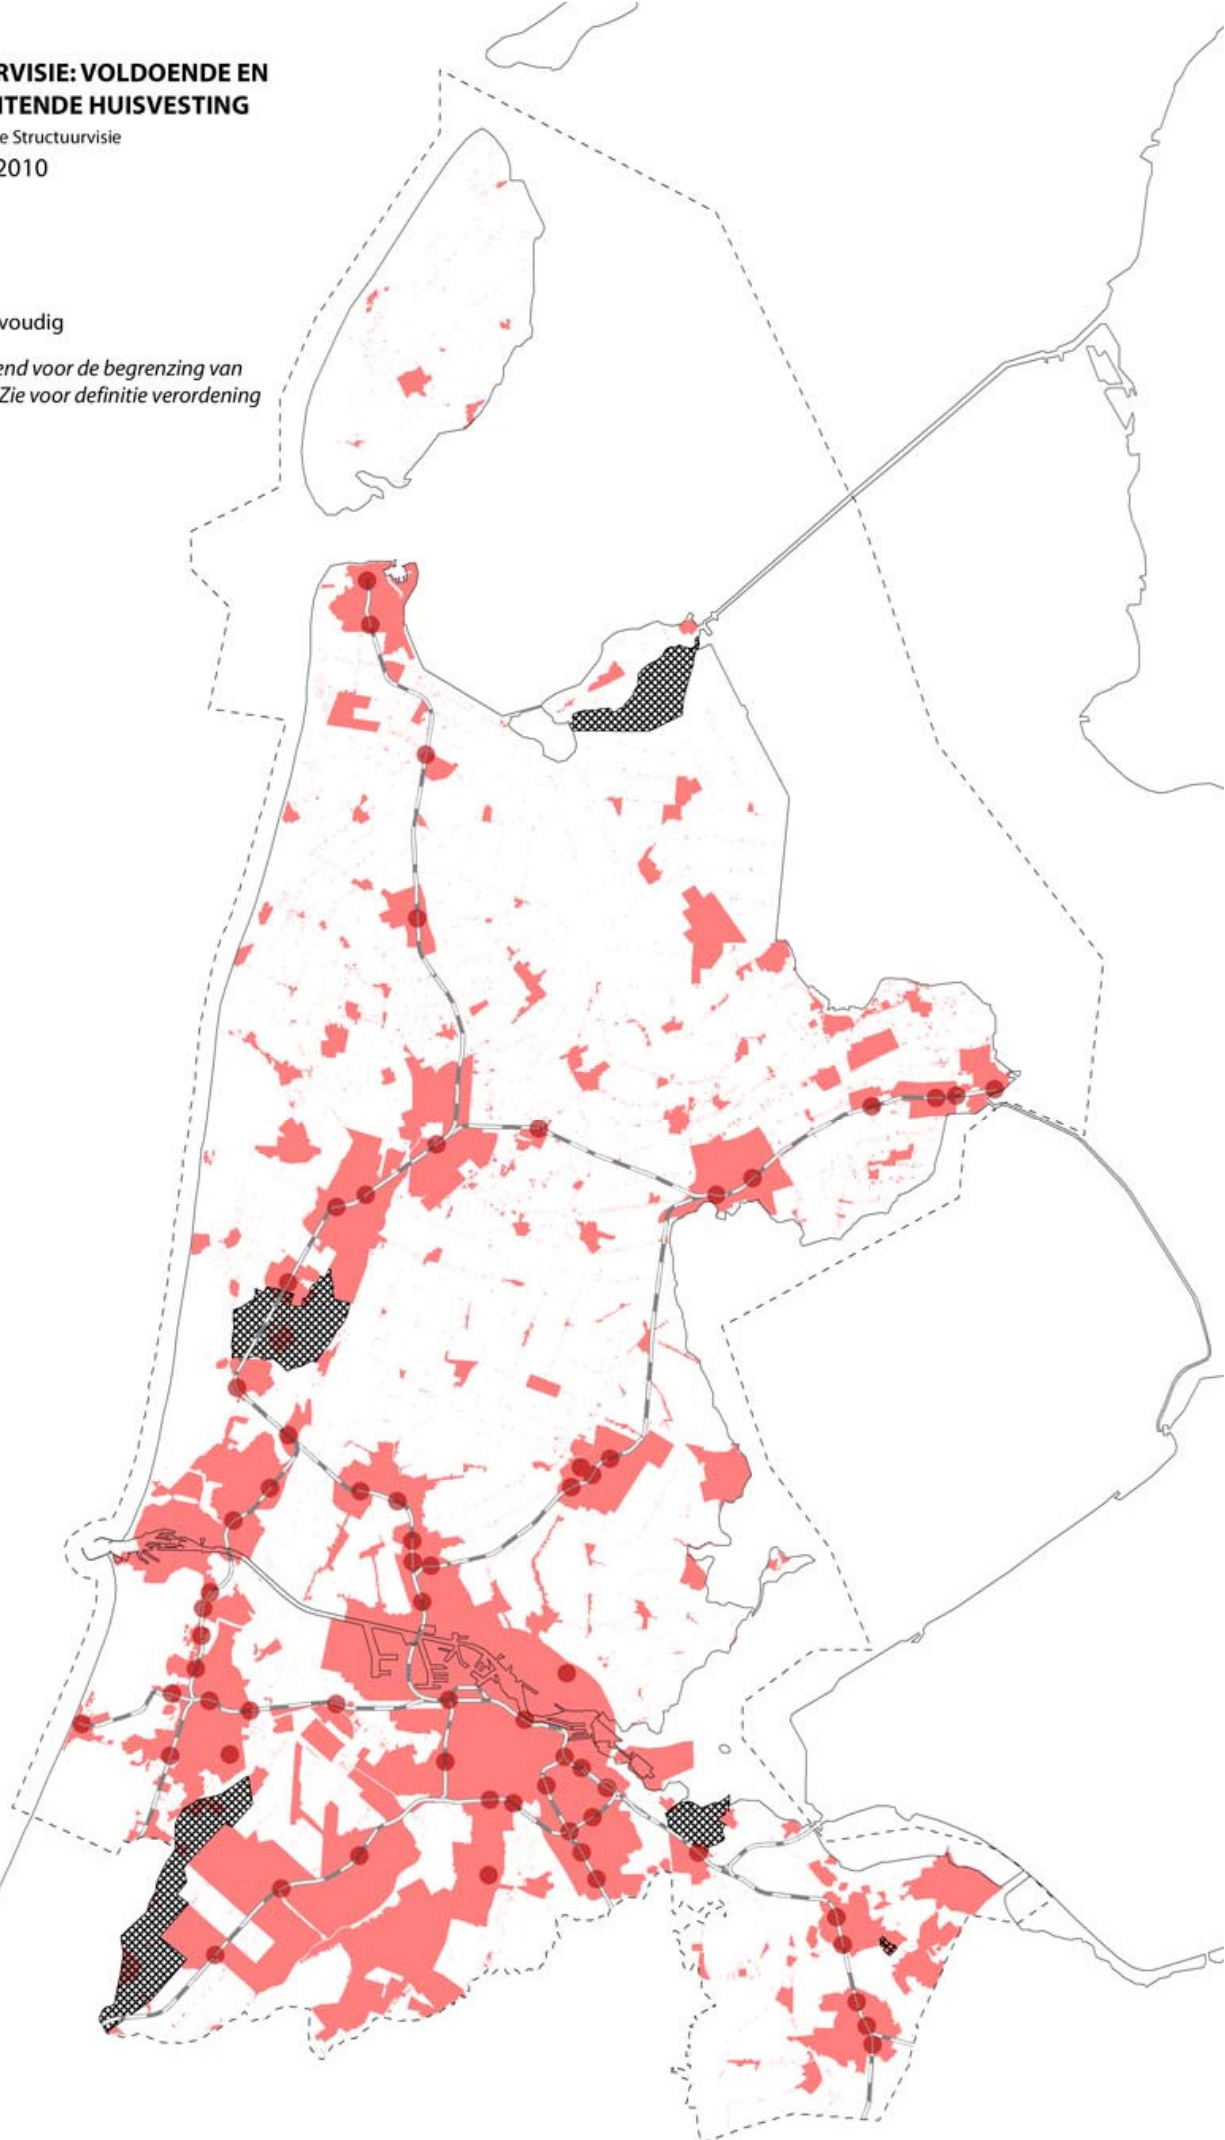 RVISIE: VOLDOENDE EN
ITENDE HUISVESTING
e Structuurvisie
2010
voudig
end voor de begrenzing van
Zie voor definitie verordening